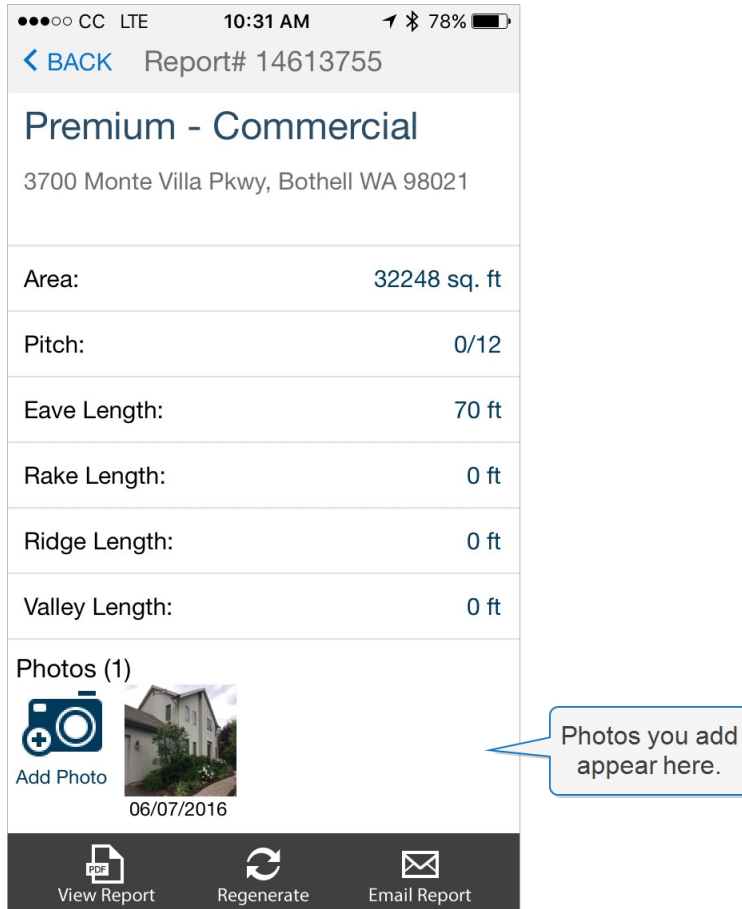 CC LTE 10:31 AM 78%
BACK Report# 14613755
Premium - Commercial
3700 Monte Villa Pkwy, Bothell WA 98021
Area: 32248 sq. ft
Pitch: 0/12
Eave Length: 70 ft
Rake Length: 0 ft
Ridge Length: 0 ft
Valley Length: 0 ft
Photos (1)
Add Photo
06/07/2016
Photos you add
appear here.
PDF
View Report Regenerate Email Report